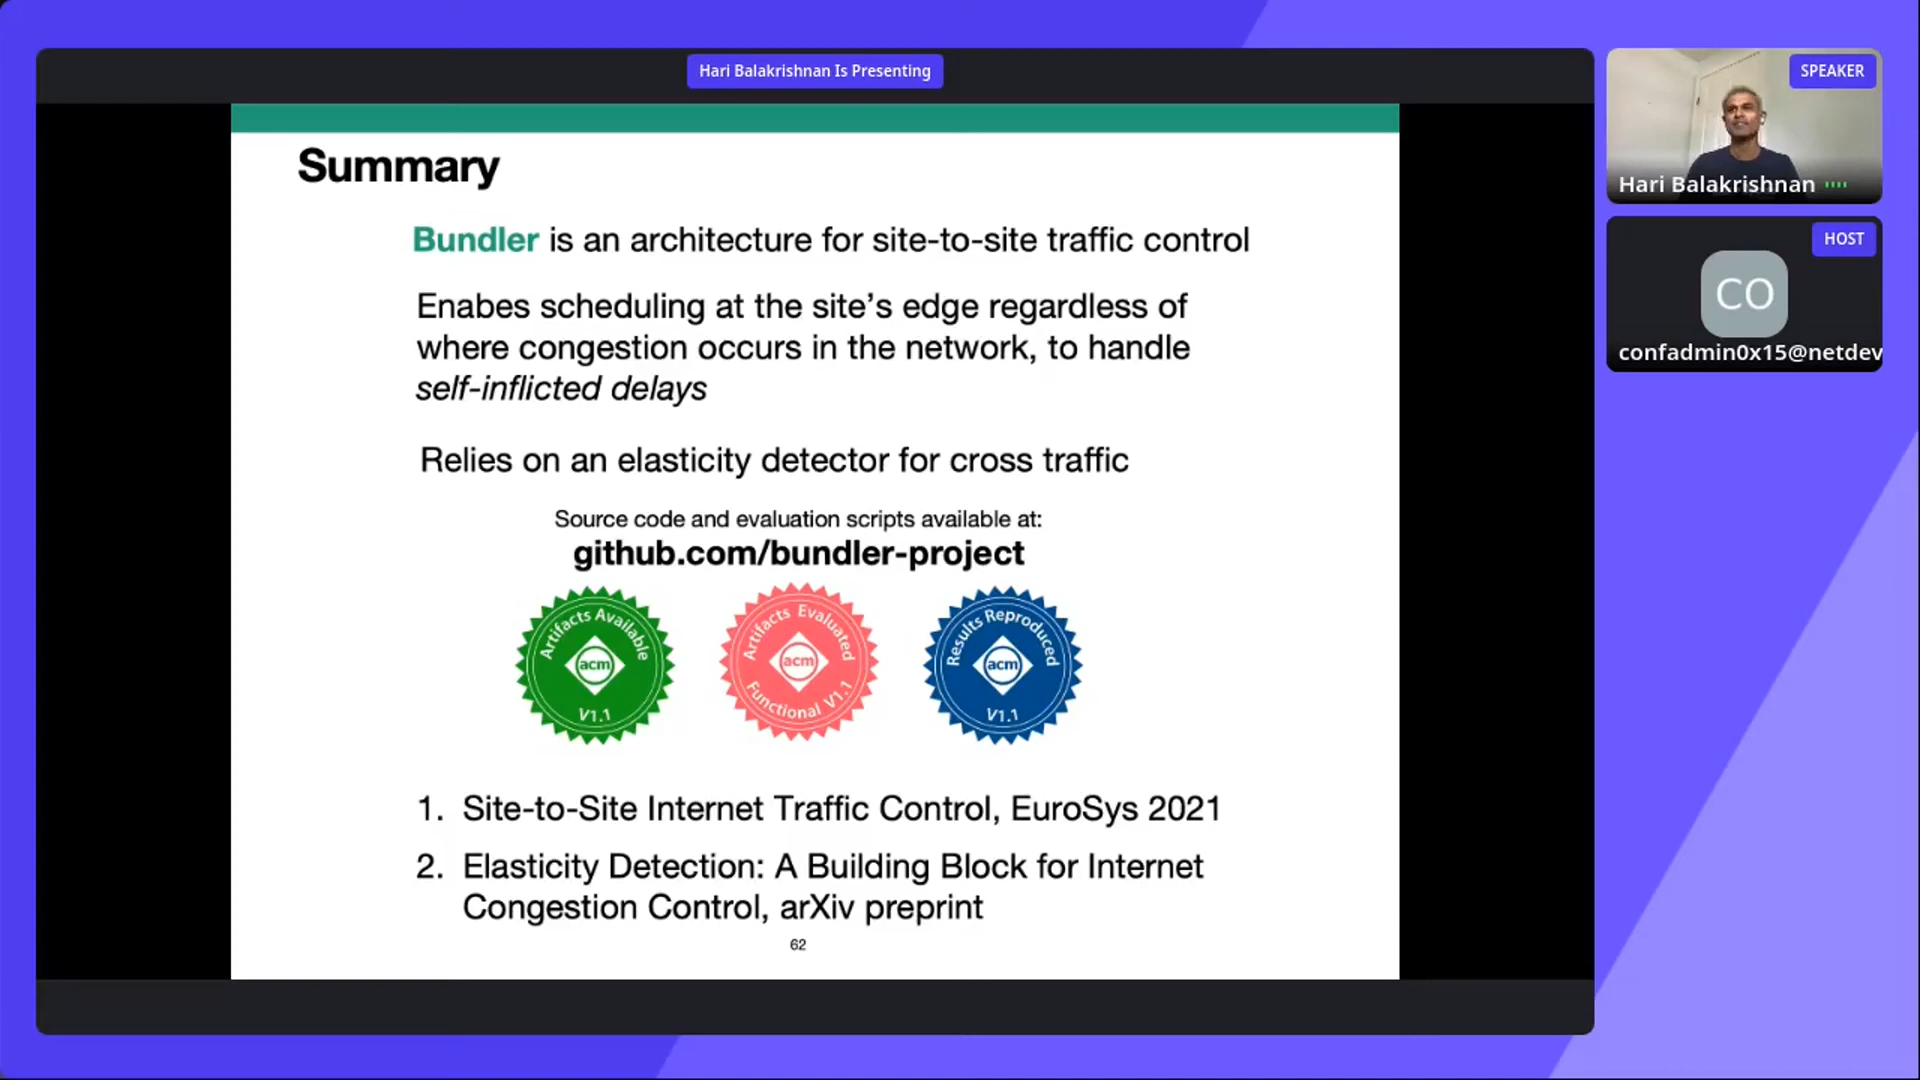 Hari Balakrishnan Is Presenting
Summary
Bundler is an architecture for site-to-site traffic control
Enabes scheduling at the site's edge regardless of
where congestion occurs in the network, to handle
self-inflicted delays
Relies on an elasticity detector for cross traffic
Source code and evaluation scripts available at:
github.com/bundler-project
Artifacts Available
acm
V1.1
Artifacts Evaluated
acm
Functional V1.1
Results Reproduced
acm
V1.1
1. Site-to-Site Internet Traffic Control, EuroSys 2021
2. Elasticity Detection: A Building Block for Internet
Congestion Control, arXiv preprint
62
SPEAKER
Hari Balakrishnan
HOST
CO
confadmin0x15@netdev